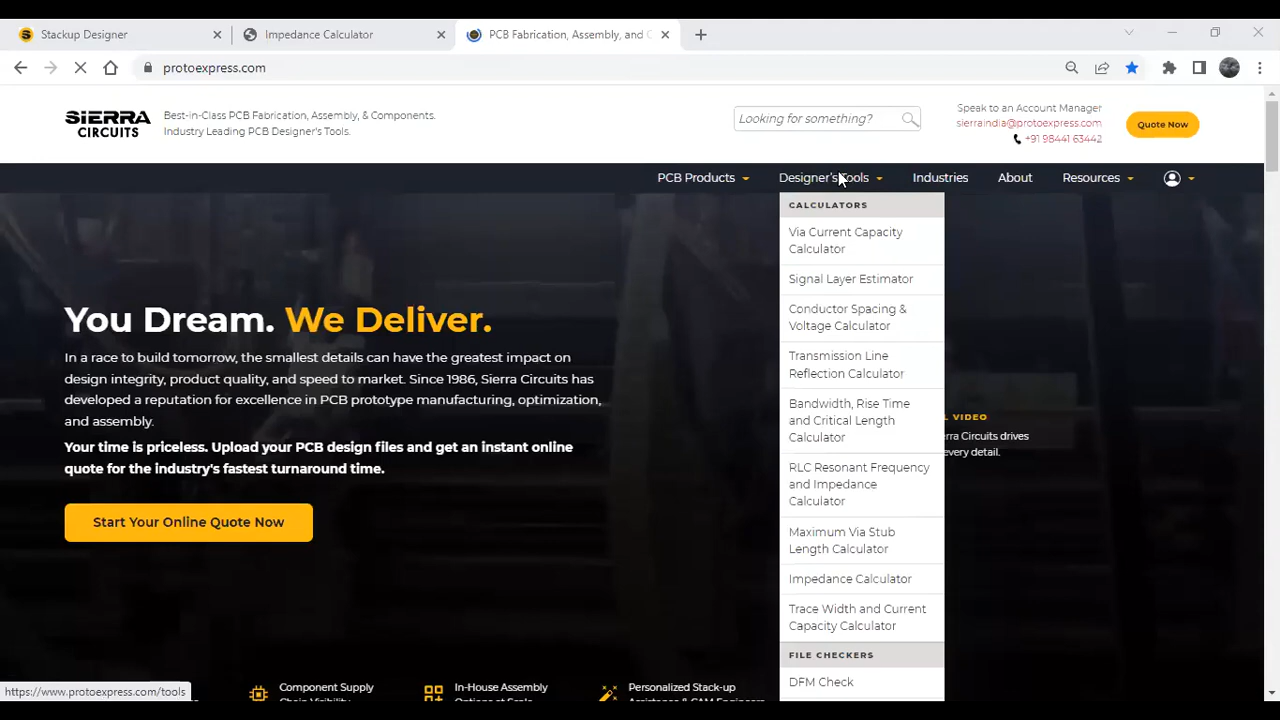 Stackup Designer
Impedance Calculator
PCB Fabrication, Assembly, and C
protoexpress.com
SIERRA
CIRCUITS
Best-in-Class PCB Fabrication, Assembly, & Components.
Industry Leading PCB Designer's Tools.
Looking for something?
Speak to an Account Manager
sierraindia@protoexpress.com
+91 98441 63442
Quote Now
PCB Products
Designer's Tools
Industries
About
Resources
CALCULATORS
Via Current Capacity
Calculator
Signal Layer Estimator
Conductor Spacing &
Voltage Calculator
Transmission Line
Reflection Calculator
Bandwidth, Rise Time
and Critical Length
Calculator
RLC Resonant Frequency
and Impedance
Calculator
Maximum Via Stub
Length Calculator
Impedance Calculator
Trace Width and Current
Capacity Calculator
FILE CHECKERS
DFM Check
You Dream. We Deliver.
In a race to build tomorrow, the smallest details can have the greatest impact on
design integrity, product quality, and speed to market. Since 1986, Sierra Circuits has
developed a reputation for excellence in PCB prototype manufacturing, optimization,
and assembly.
Your time is priceless. Upload your PCB design files and get an instant online
quote for the industry's fastest turnaround time.
Start Your Online Quote Now
L VIDEO
erra Circuits drives
every detail.
https://www.protoexpress.com/tools
Component Supply
Chain Visibility
In-House Assembly
Options at Scale
Personalized Stack-up
Assistance & CAM Engineers